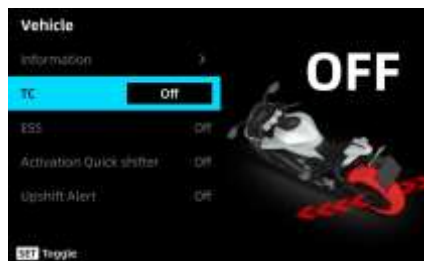 Vehicle
Information
TC Off
OFF
ESS Off
Activation Quick shifter Off
Upshift Alert Off
SET Toggle